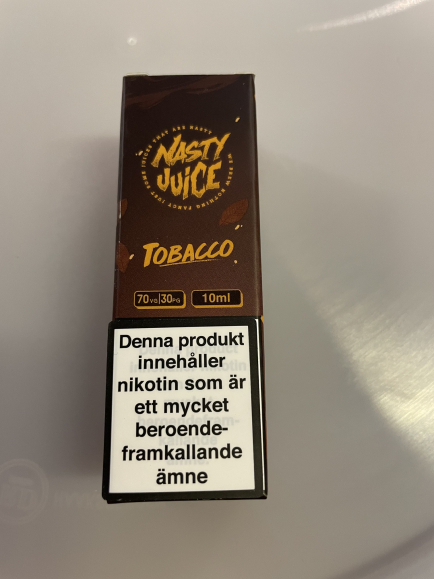 NASTY
JUICE
TOBACCO
70VG|30PG 10ml
Denna produkt
innehåller
nikotin som är
ett mycket
beroende-
framkallande
ämne